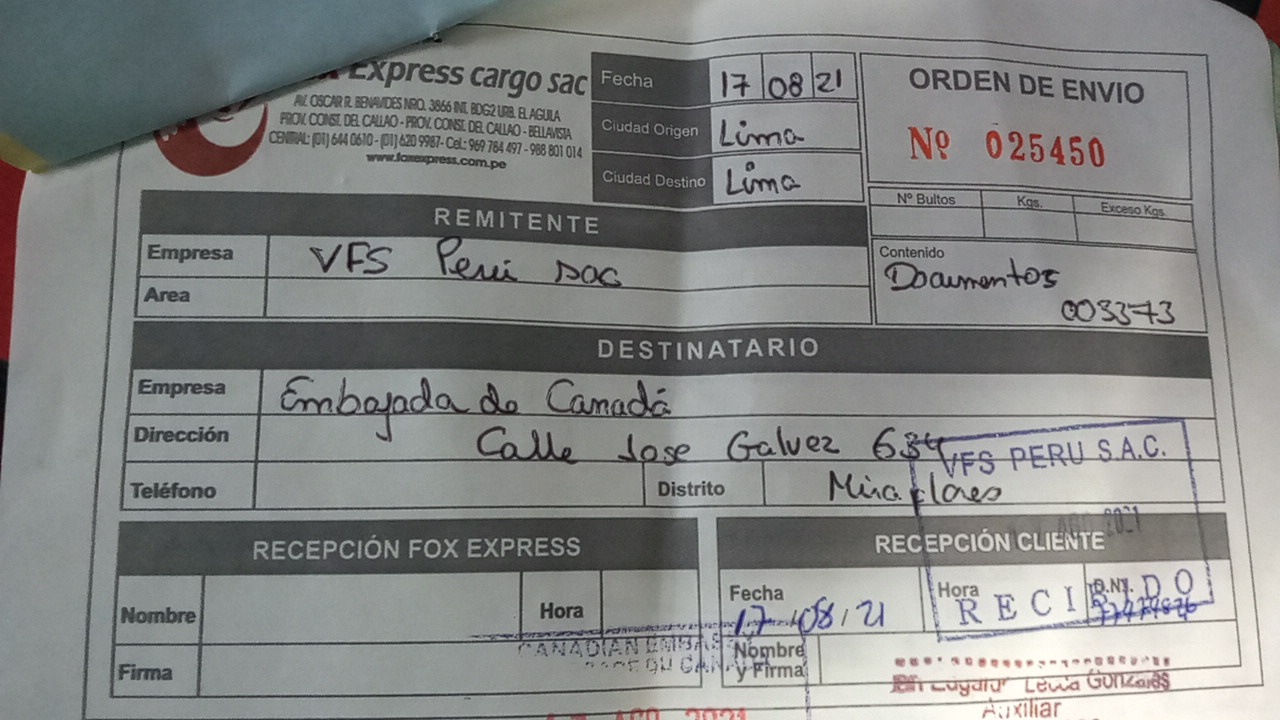 Express cargo sac
AV. OSCAR R. BENAVIDES NRO. 3866 INT. BDG2 URB. EL AGUILA
PROV. CONST. DEL CALLAO - PROV. CONST. DEL CALLAO - BELLAVISTA
CENTRAL: (01) 644 0610 - (01) 620 9987- Cel.: 969 784 497 - 988 801 014
www.foxexpress.com.pe
Fecha 17 08 21
Ciudad Origen Lima
Ciudad Destino Lima
ORDEN DE ENVIO
Nº 025450
Nº Bultos Kgs. Exceso Kgs.
Contenido
Documentos
003373
REMITENTE
Empresa VFS Perú sac
Area
DESTINATARIO
Empresa Embajada de Canadá
Dirección Calle Jose Galvez 634
Teléfono Distrito Miraflores
VFS PERU S.A.C.
2021
RECIBIDO
RECEPCIÓN FOX EXPRESS
Nombre Hora
Firma
RECEPCIÓN CLIENTE
Fecha 17/08/21 Hora D.N.I.
Nombre
y Firma
CANADIAN
Gonzales
Auxiliar
2021